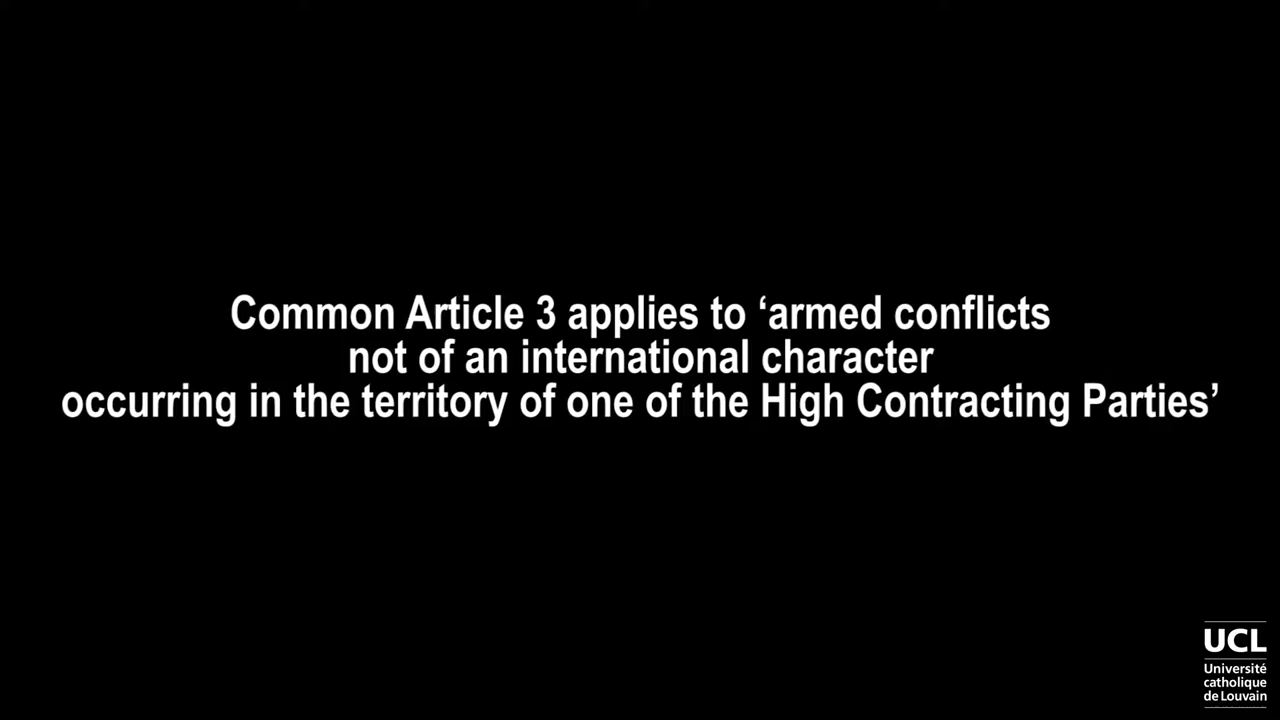 Common Article 3 applies to ‘armed conflicts
not of an international character
occurring in the territory of one of the High Contracting Parties’
UCL
Université
catholique
de Louvain